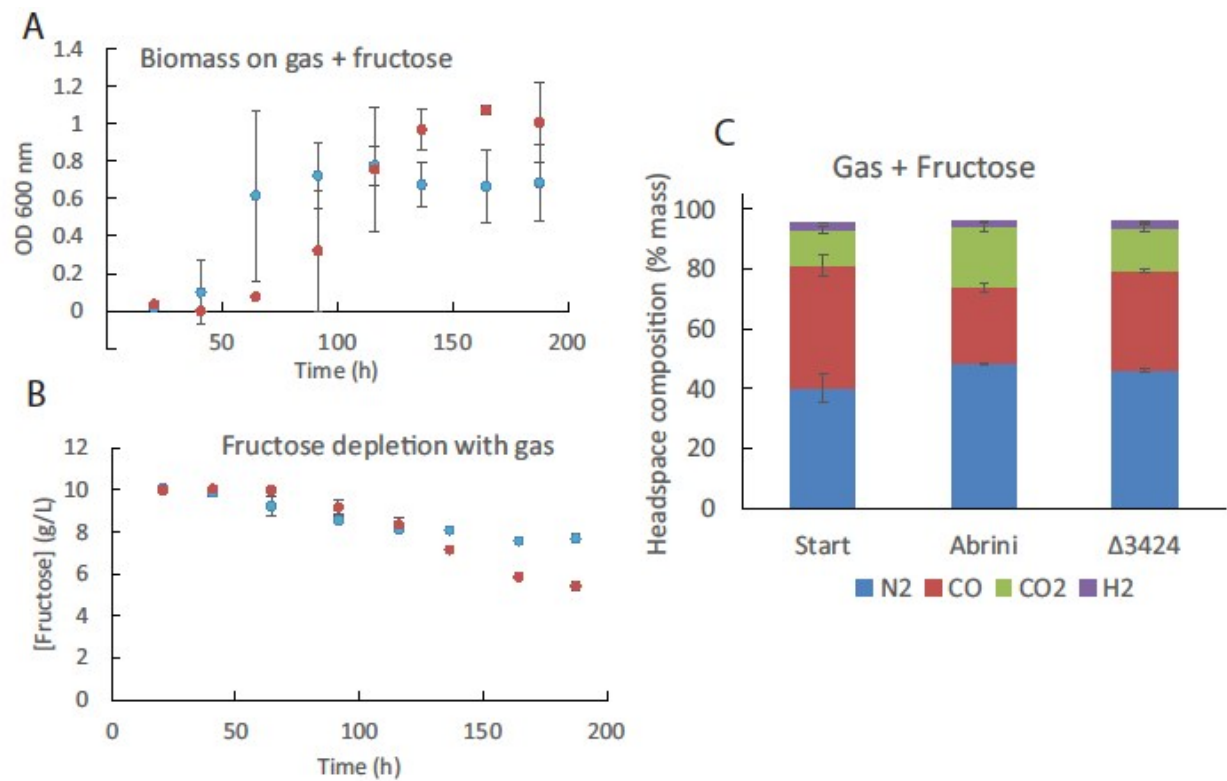 A
Biomass on gas + fructose
1.4
1.2
1
0.8
0.6
0.4
0.2
0
OD 600 nm
50
100
150
200
Time (h)
B
Fructose depletion with gas
12
10
8
6
4
2
0
[Fructose] (g/L)
0
50
100
150
200
Time (h)
C
Gas + Fructose
100
80
60
40
20
0
Headspace composition (% mass)
Start
Abrini
Δ3424
N2
CO
CO2
H2